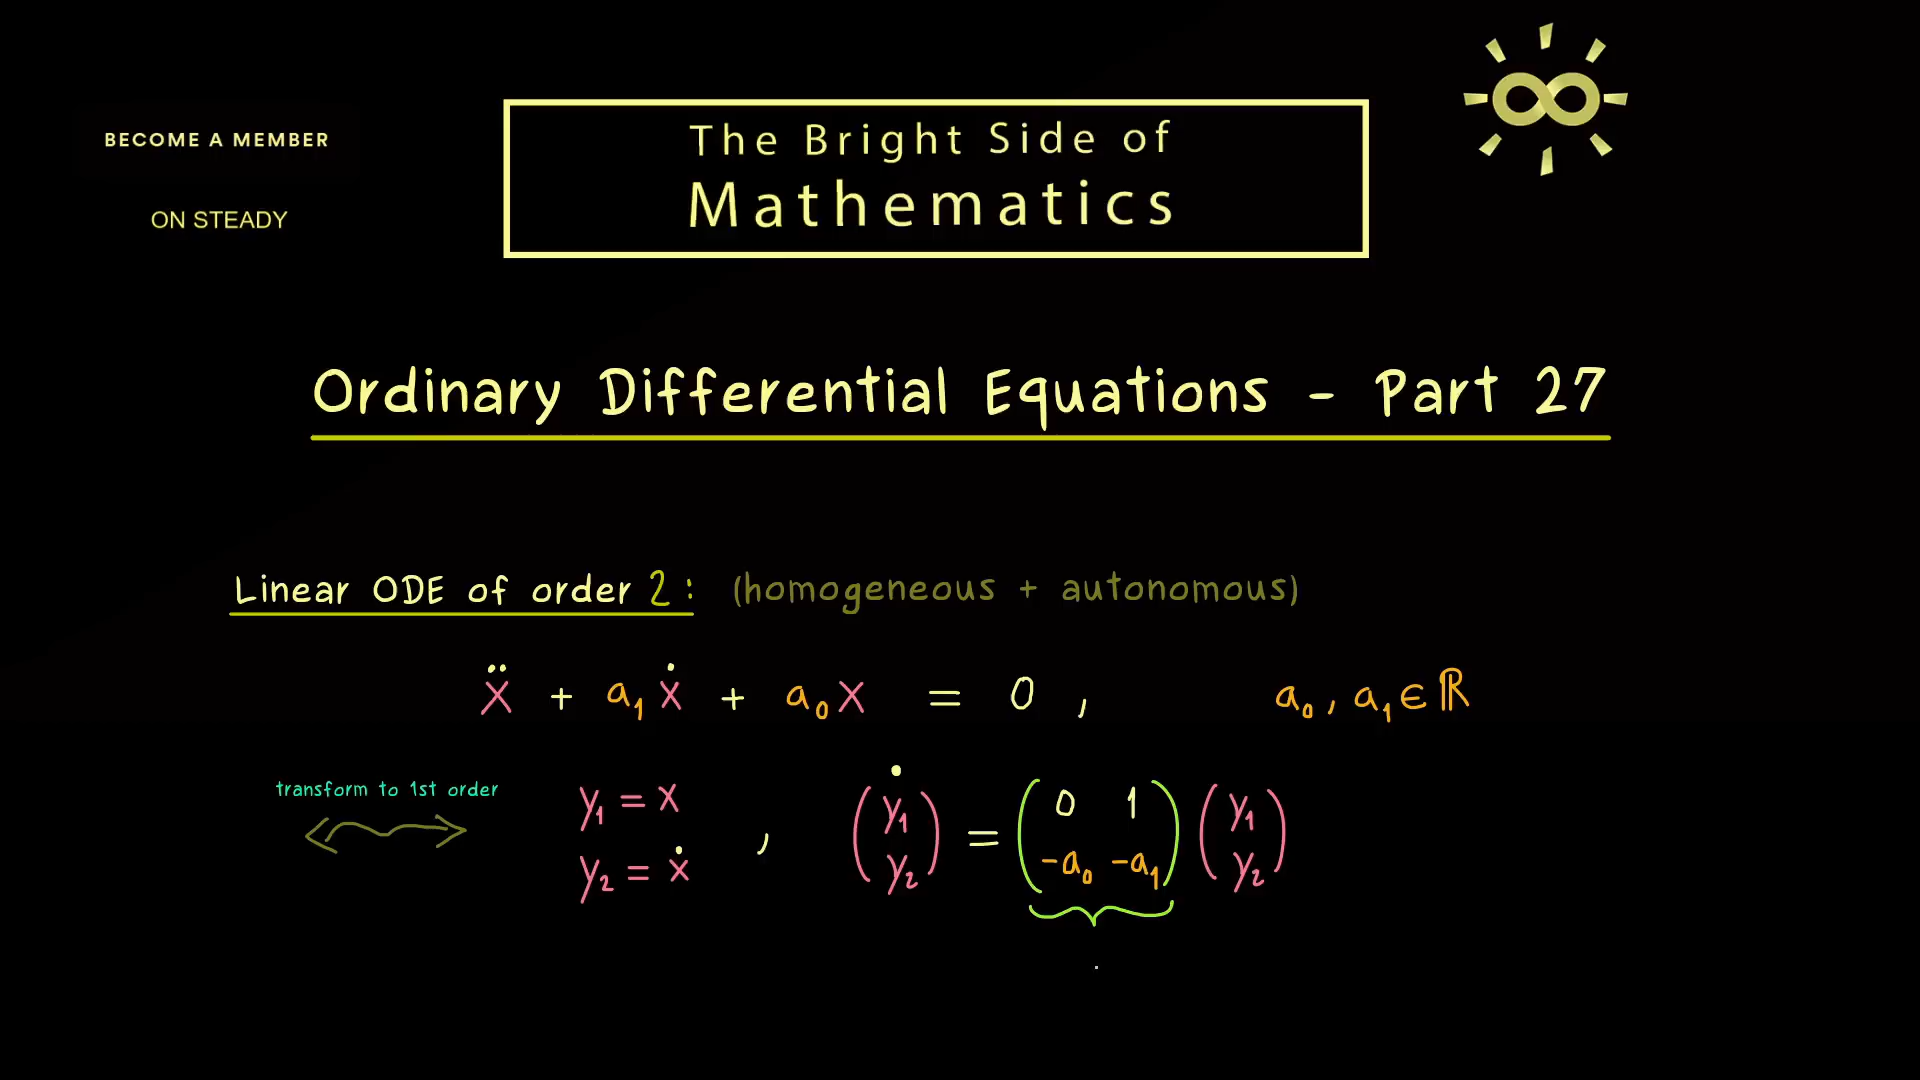 BECOME A MEMBER
ON STEADY
The Bright Side of
Mathematics
Ordinary Differential Equations - Part 27
Linear ODE of order 2: (homogeneous + autonomous)
ẍ + a₁ẋ + a₀x = 0 , a₀, a₁ ∈ ℝ
transform to 1st order
y₁ = x
y₂ = ẋ
,
(y₁ y₂)˙ = (0 1 -a₀ -a₁) (y₁ y₂)